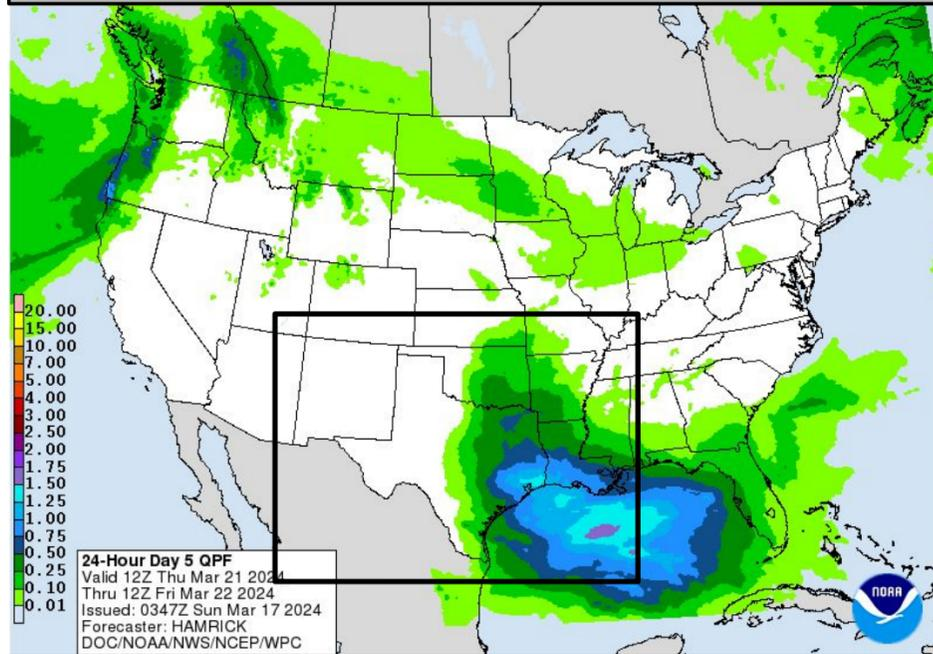 20.00
15.00
10.00
7.00
5.00
4.00
3.00
2.50
2.00
1.75
1.50
1.25
1.00
0.75
0.50
0.25
0.10
0.01
24-Hour Day 5 QPF
Valid 12Z Thu Mar 21 2024
Thru 12Z Fri Mar 22 2024
Issued: 0347Z Sun Mar 17 2024
Forecaster: HAMRICK
DOC/NOAA/NWS/NCEP/WPC
NOAA